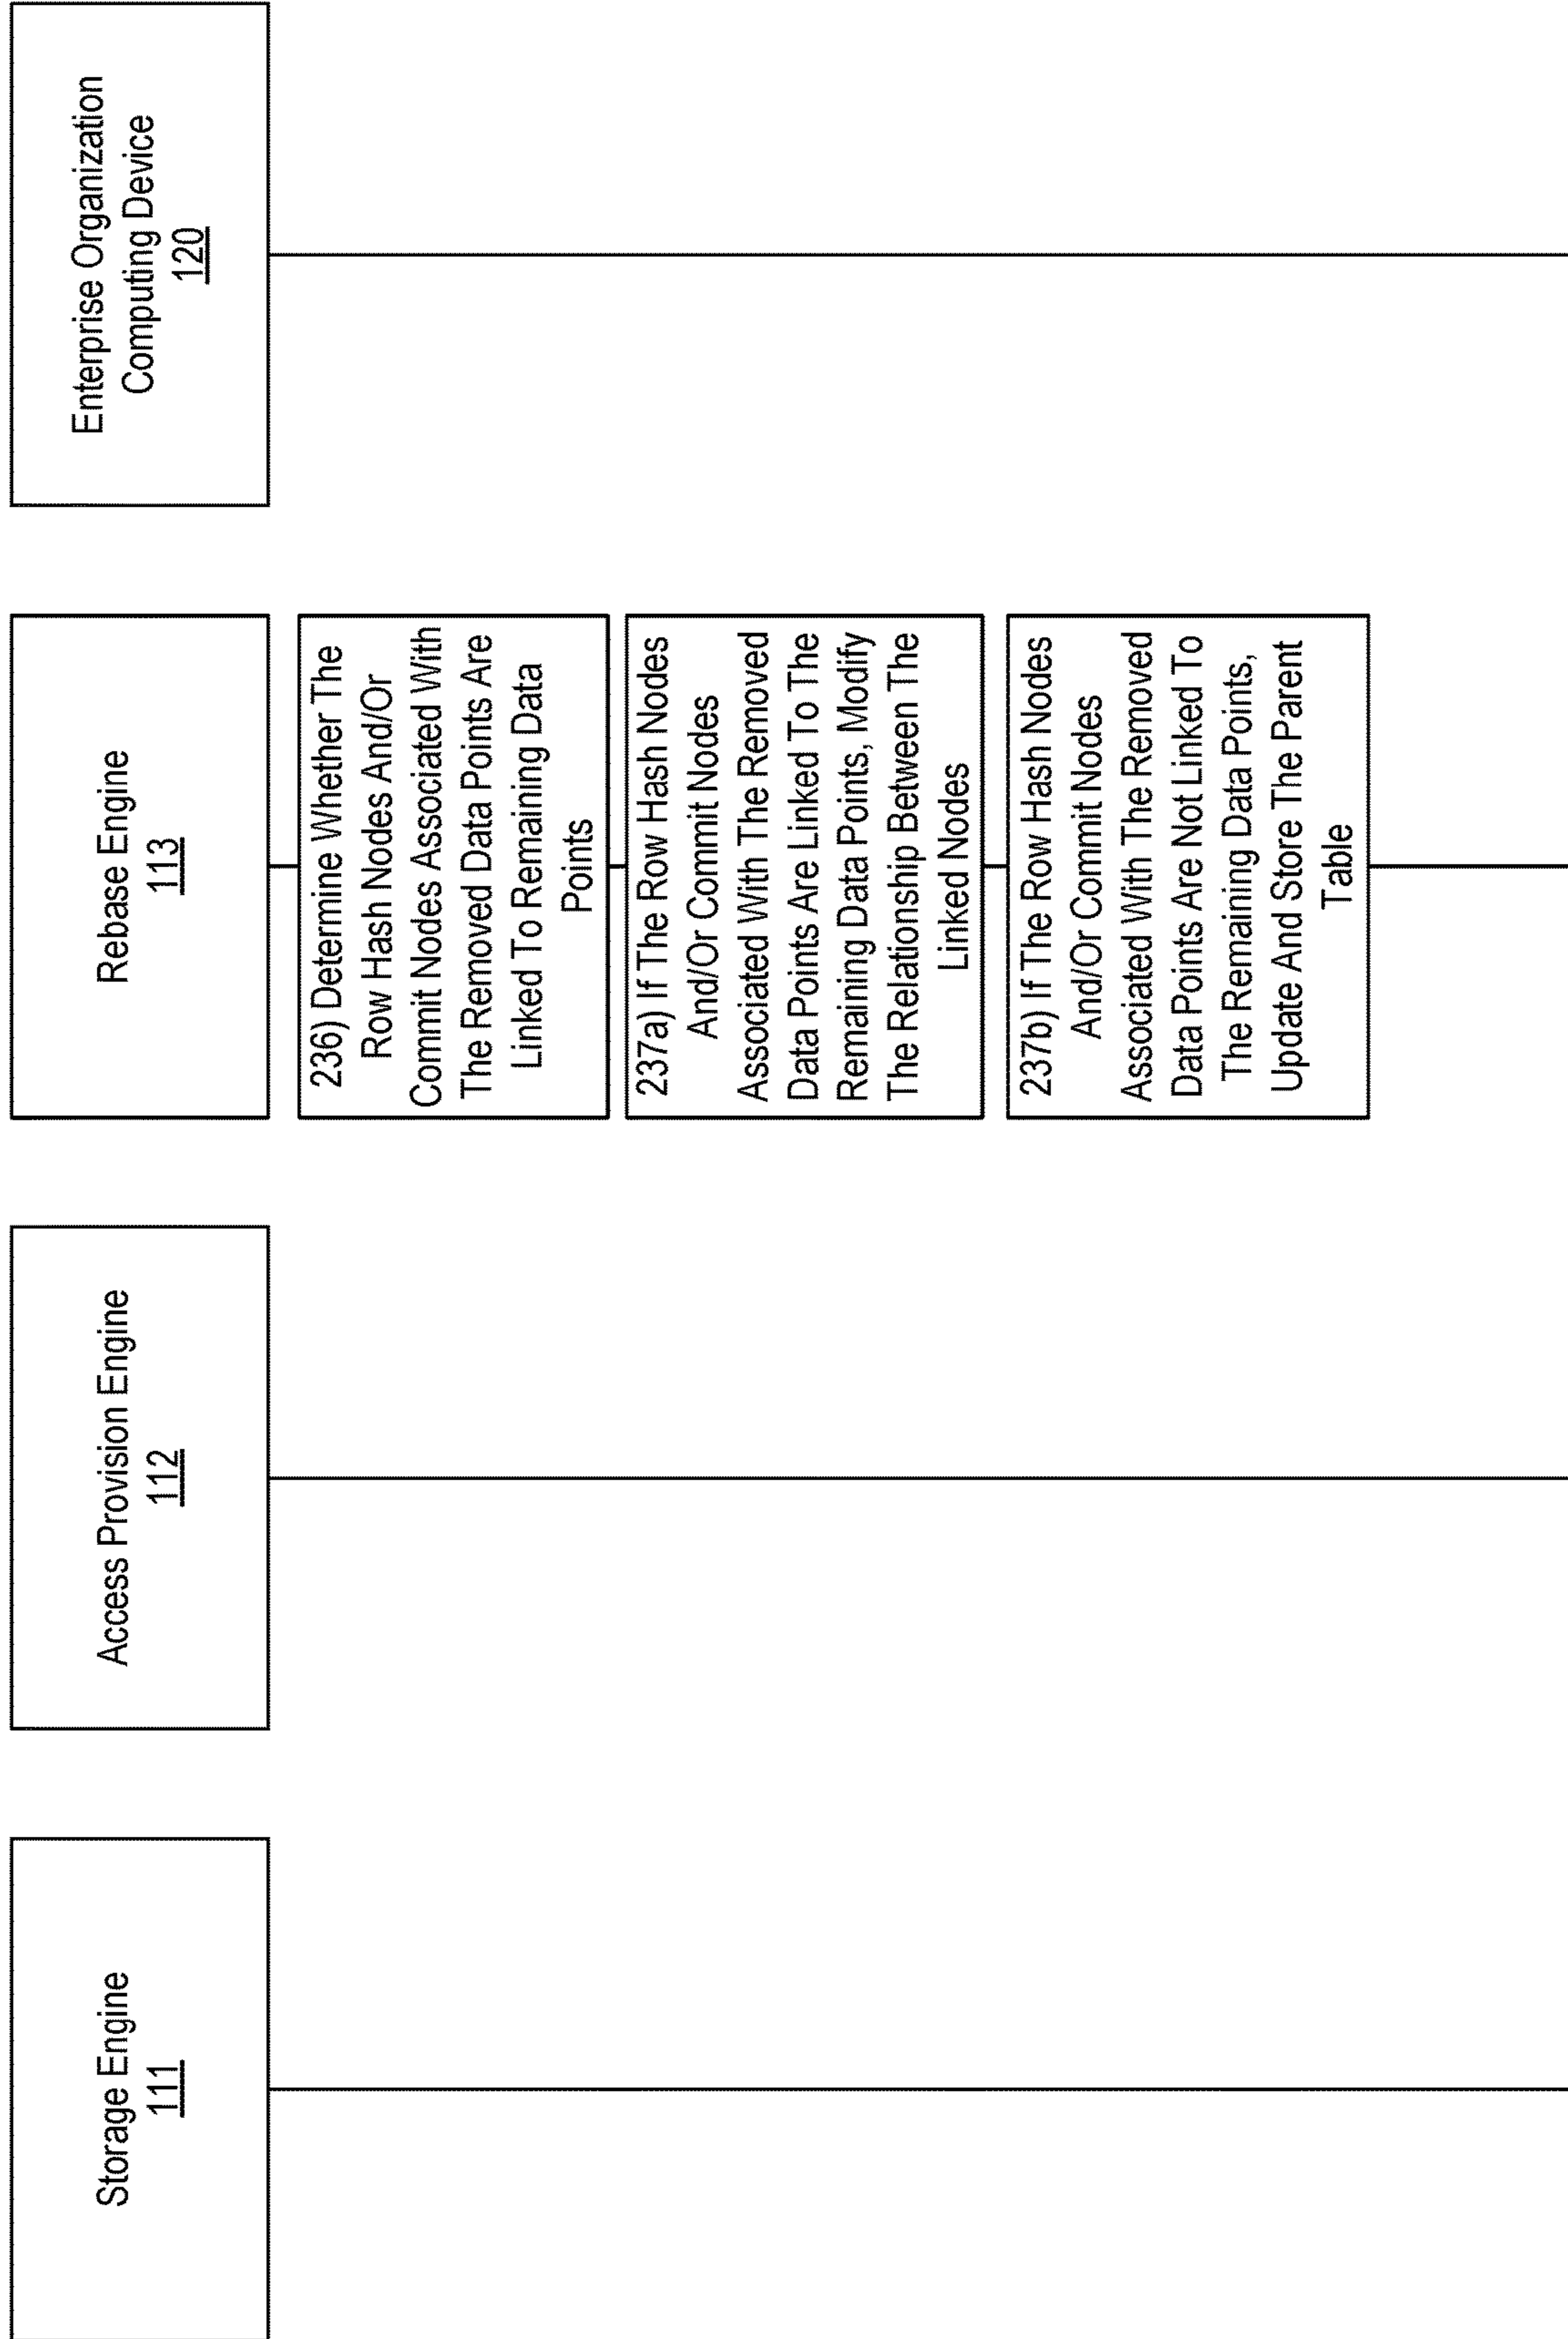 Storage Engine
111
Access Provision Engine
112
Rebase Engine
113
Enterprise Organization
Computing Device
120
236) Determine Whether The
Row Hash Nodes And/Or
Commit Nodes Associated With
The Removed Data Points Are
Linked To Remaining Data
Points
237a) If The Row Hash Nodes
And/Or Commit Nodes
Associated With The Removed
Data Points Are Linked To The
Remaining Data Points, Modify
The Relationship Between The
Linked Nodes
237b) If The Row Hash Nodes
And/Or Commit Nodes
Associated With The Removed
Data Points Are Not Linked To
The Remaining Data Points,
Update And Store The Parent
Table